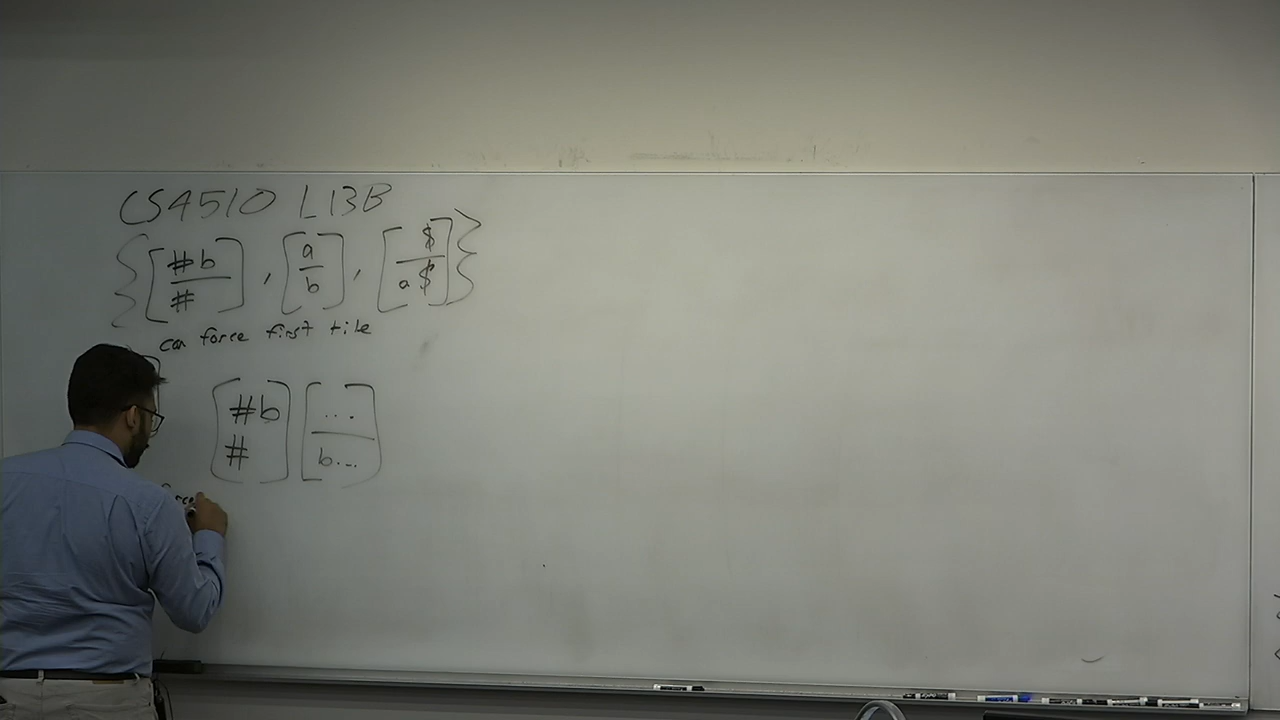 CS4510 L13B
{[#b/#], [a/b], [$/a$]}
can force first tile
[#b/#] [.../b...]